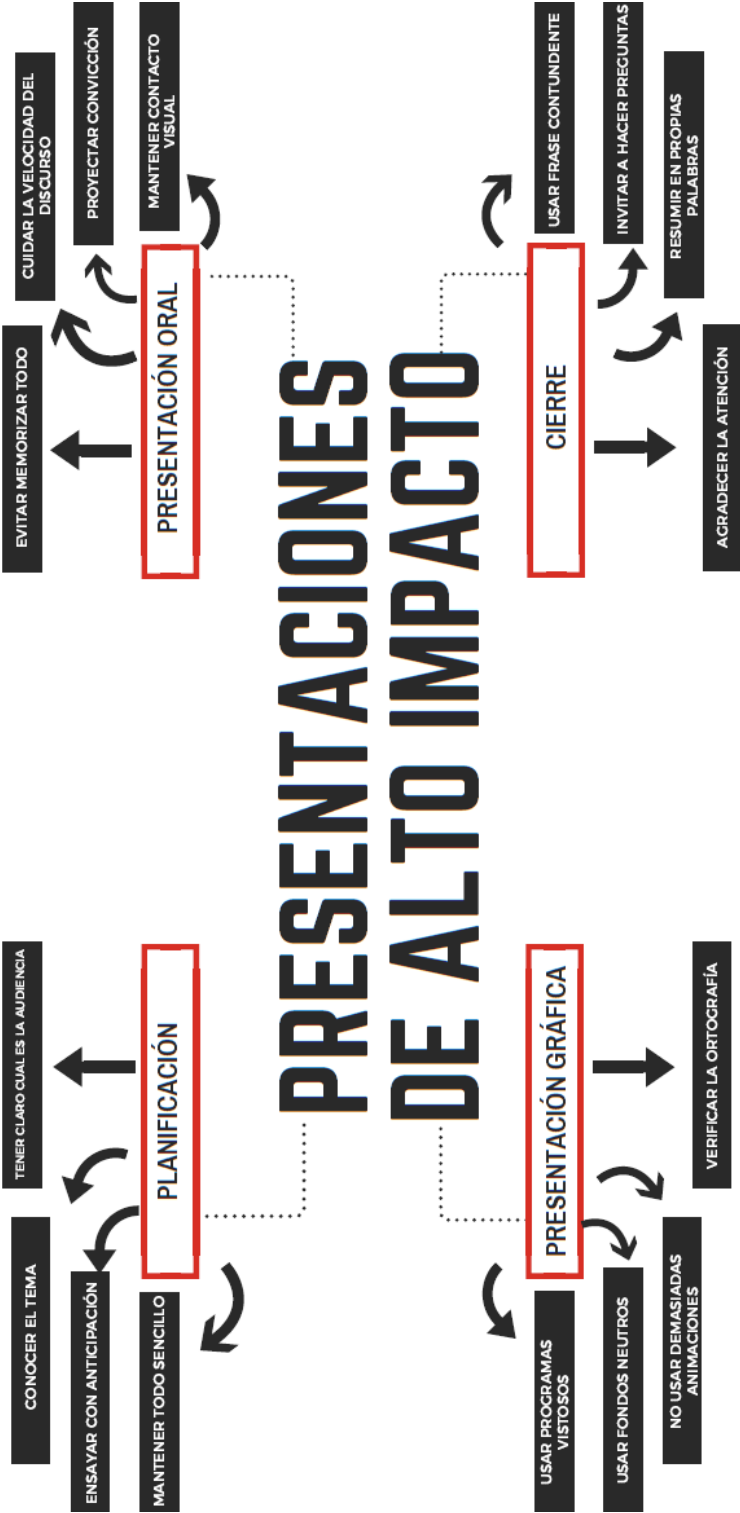 PRESENTACIONES
DE ALTO IMPACTO
PLANIFICACIÓN
TENER CLARO CUAL ES LA AUDIENCIA
CONOCER EL TEMA
ENSAYAR CON ANTICIPACIÓN
MANTENER TODO SENCILLO
PRESENTACIÓN ORAL
EVITAR MEMORIZAR TODO
CUIDAR LA VELOCIDAD DEL
DISCURSO
PROYECTAR CONVICCIÓN
MANTENER CONTACTO
VISUAL
PRESENTACIÓN GRÁFICA
USAR PROGRAMAS
VISTOSOS
USAR FONDOS NEUTROS
NO USAR DEMASIADAS
ANIMACIONES
VERIFICAR LA ORTOGRAFÍA
CIERRE
USAR FRASE CONTUNDENTE
INVITAR A HACER PREGUNTAS
RESUMIR EN PROPIAS
PALABRAS
AGRADECER LA ATENCIÓN